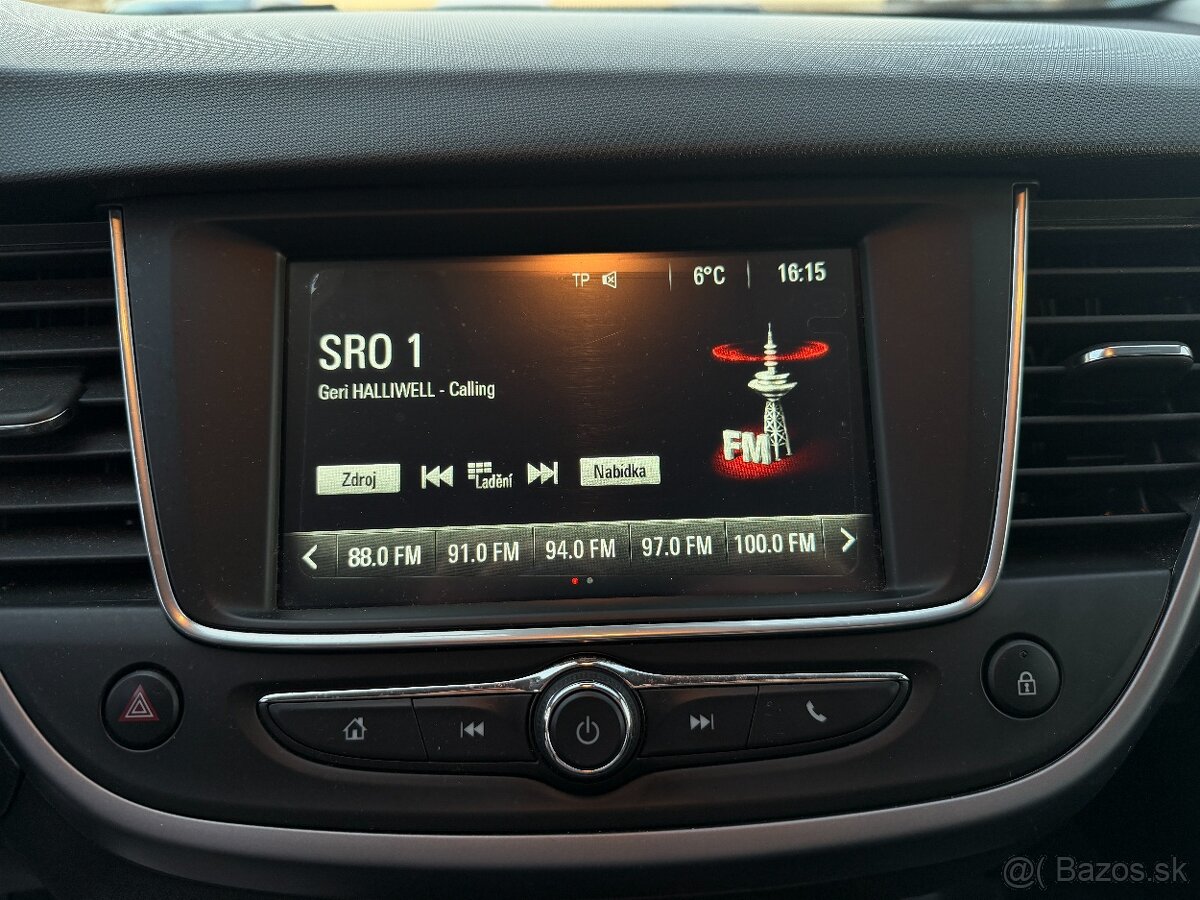 TP 6°C 16:15
SRO 1
Geri HALLIWELL - Calling
FM
Zdroj Ladění Nabídka
88.0 FM 91.0 FM 94.0 FM 97.0 FM 100.0 FM
@( Bazos.sk